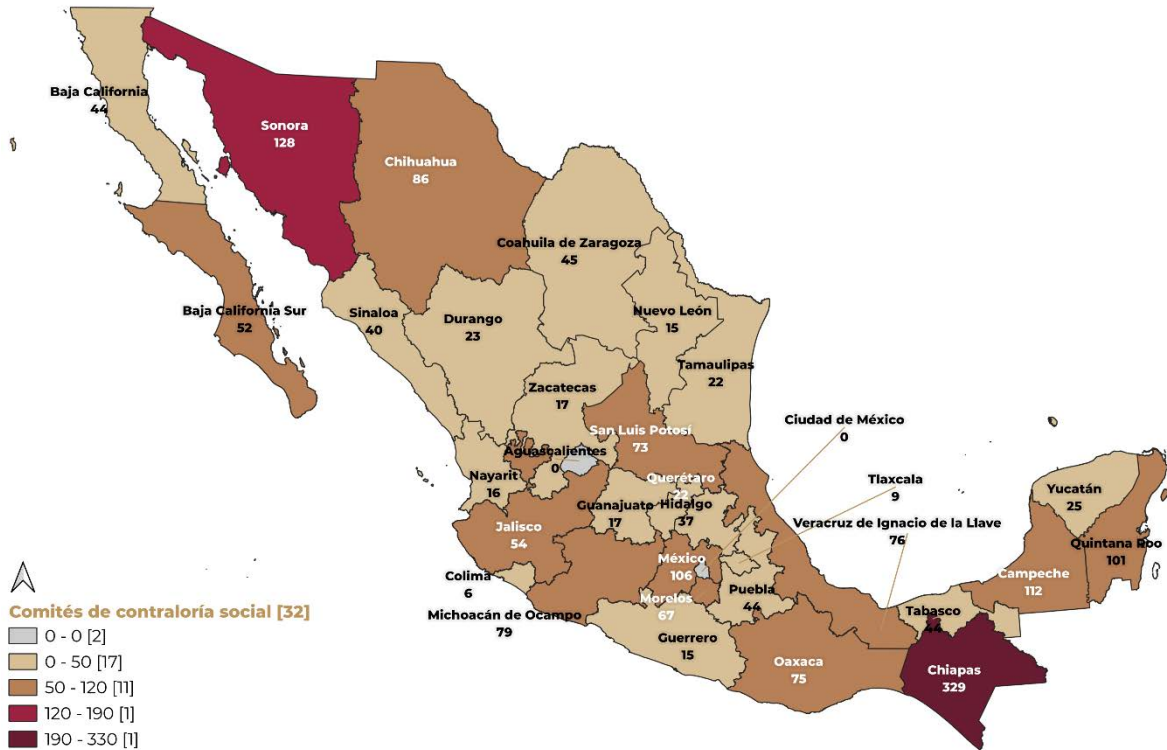 Baja California
44
Sonora
128
Chihuahua
86
Coahuila de Zaragoza
45
Baja California Sur
52
Sinaloa
40
Durango
23
Nuevo León
15
Tamaulipas
22
Zacatecas
17
Ciudad de México
0
San Luis Potosí
73
Aguascalientes
0
Nayarit
16
Querétaro
22
Tlaxcala
9
Yucatán
25
Guanajuato
17
Hidalgo
37
Veracruz de Ignacio de la Llave
76
Jalisco
54
Quintana Roo
101
México
106
Campeche
112
Colima
6
Morelos
67
Puebla
44
Michoacán de Ocampo
79
Tabasco
44
Guerrero
15
Oaxaca
75
Chiapas
329
Comités de contraloría social [32]
0 - 0 [2]
0 - 50 [17]
50 - 120 [11]
120 - 190 [1]
190 - 330 [1]